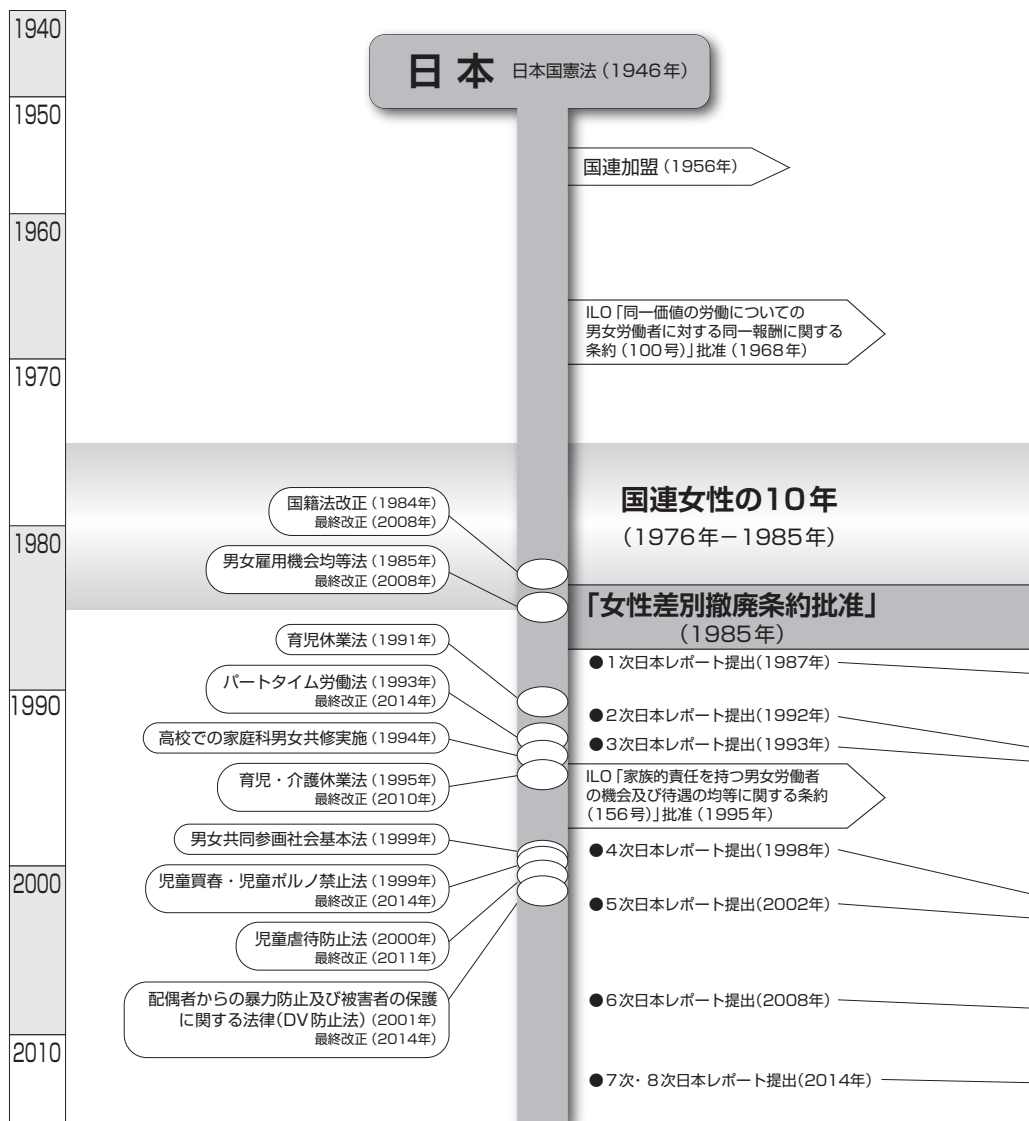 1940
1950
1960
1970
1980
1990
2000
2010
日本 日本国憲法（1946年）
国連加盟（1956年）
ILO「同一価値の労働についての
男女労働者に対する同一報酬に関する
条約（100号）」批准（1968年）
国連女性の10年
（1976年－1985年）
国籍法改正（1984年）
最終改正（2008年）
男女雇用機会均等法（1985年）
最終改正（2008年）
「女性差別撤廃条約批准」
（1985年）
育児休業法（1991年）
パートタイム労働法（1993年）
最終改正（2014年）
高校での家庭科男女共修実施（1994年）
育児・介護休業法（1995年）
最終改正（2010年）
男女共同参画社会基本法（1999年）
児童買春・児童ポルノ禁止法（1999年）
最終改正（2014年）
児童虐待防止法（2000年）
最終改正（2011年）
配偶者からの暴力防止及び被害者の保護
に関する法律（DV防止法）（2001年）
最終改正（2014年）
●1次日本レポート提出（1987年）
●2次日本レポート提出（1992年）
●3次日本レポート提出（1993年）
ILO「家族的責任を持つ男女労働者
の機会及び待遇の均等に関する条約
（156号）」批准（1995年）
●4次日本レポート提出（1998年）
●5次日本レポート提出（2002年）
●6次日本レポート提出（2008年）
●7次・8次日本レポート提出（2014年）